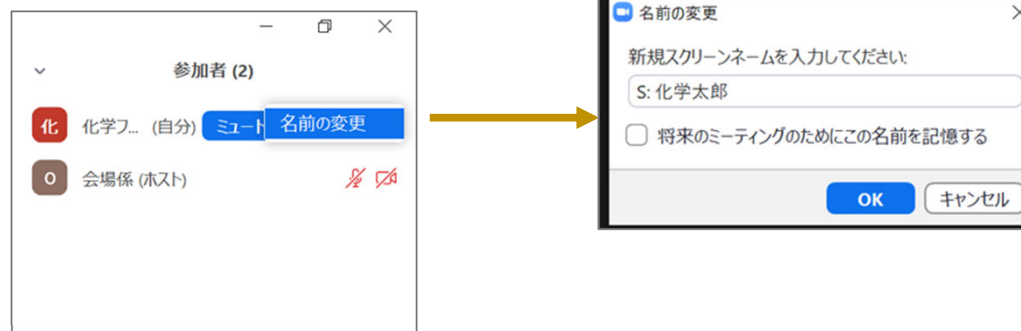 参加者 (2)
化 化学フ... (自分) ミュート 名前の変更
O 会場係 (ホスト)
名前の変更
新規スクリーンネームを入力してください:
S: 化学太郎
将来のミーティングのためにこの名前を記憶する
OK キャンセル